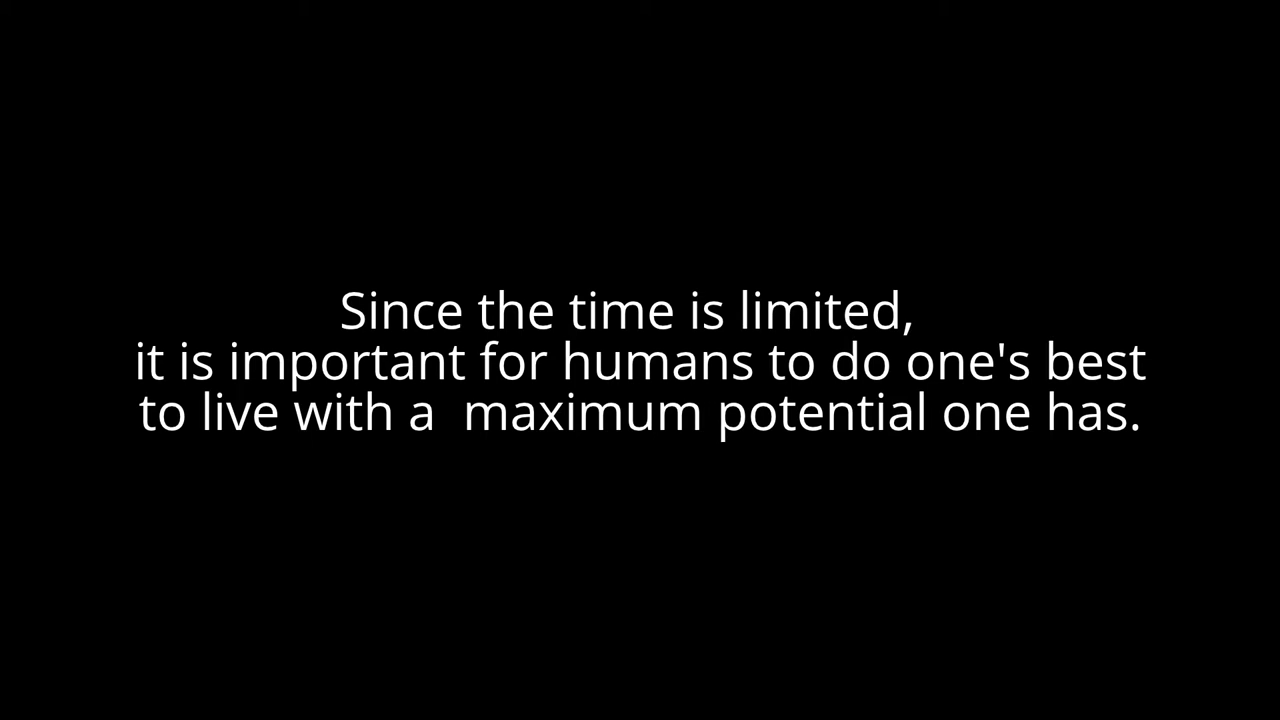 Since the time is limited,
it is important for humans to do one's best
to live with a  maximum potential one has.